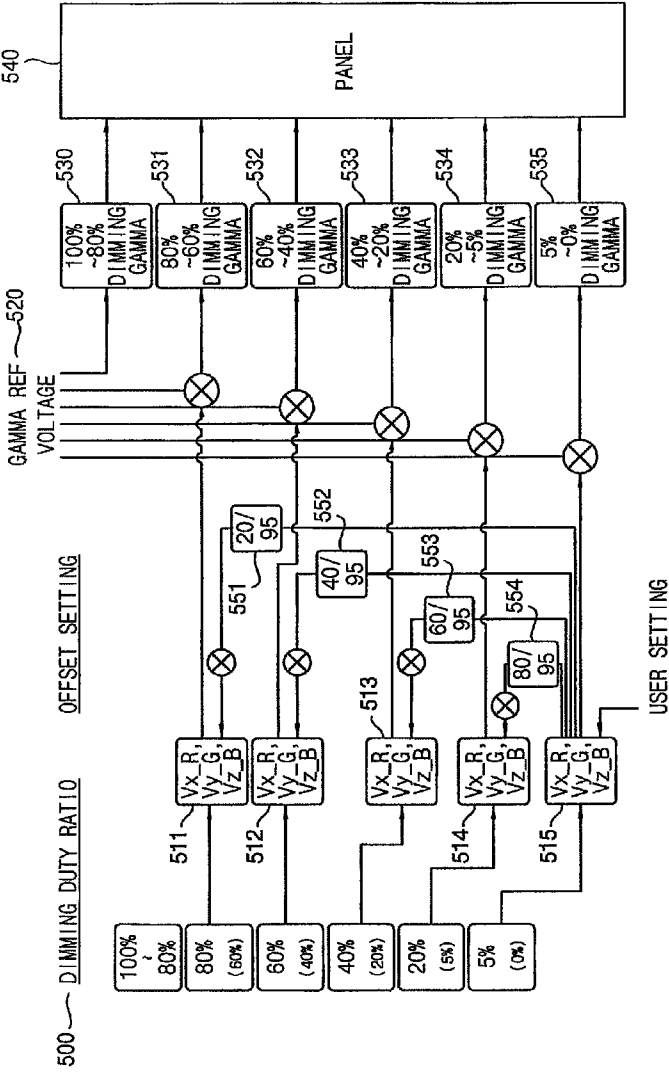 500
DIMMING DUTY RATIO
OFFSET SETTING
GAMMA REF
VOLTAGE
520
540
100%
~
80%
80%
(60%)
60%
(40%)
40%
(20%)
20%
(5%)
5%
(0%)
511
Vx_R,
Vy_G,
Vz_B
512
Vx_R,
Vy_G,
Vz_B
513
Vx_R,
Vy_G,
Vz_B
514
Vx_R,
Vy_G,
Vz_B
515
Vx_R,
Vy_G,
Vz_B
USER SETTING
551
20/
95
552
40/
95
553
60/
95
554
80/
95
530
100%
~80%
DIMMING
GAMMA
531
80%
~60%
DIMMING
GAMMA
532
60%
~40%
DIMMING
GAMMA
533
40%
~20%
DIMMING
GAMMA
534
20%
~5%
DIMMING
GAMMA
535
5%
~0%
DIMMING
GAMMA
PANEL